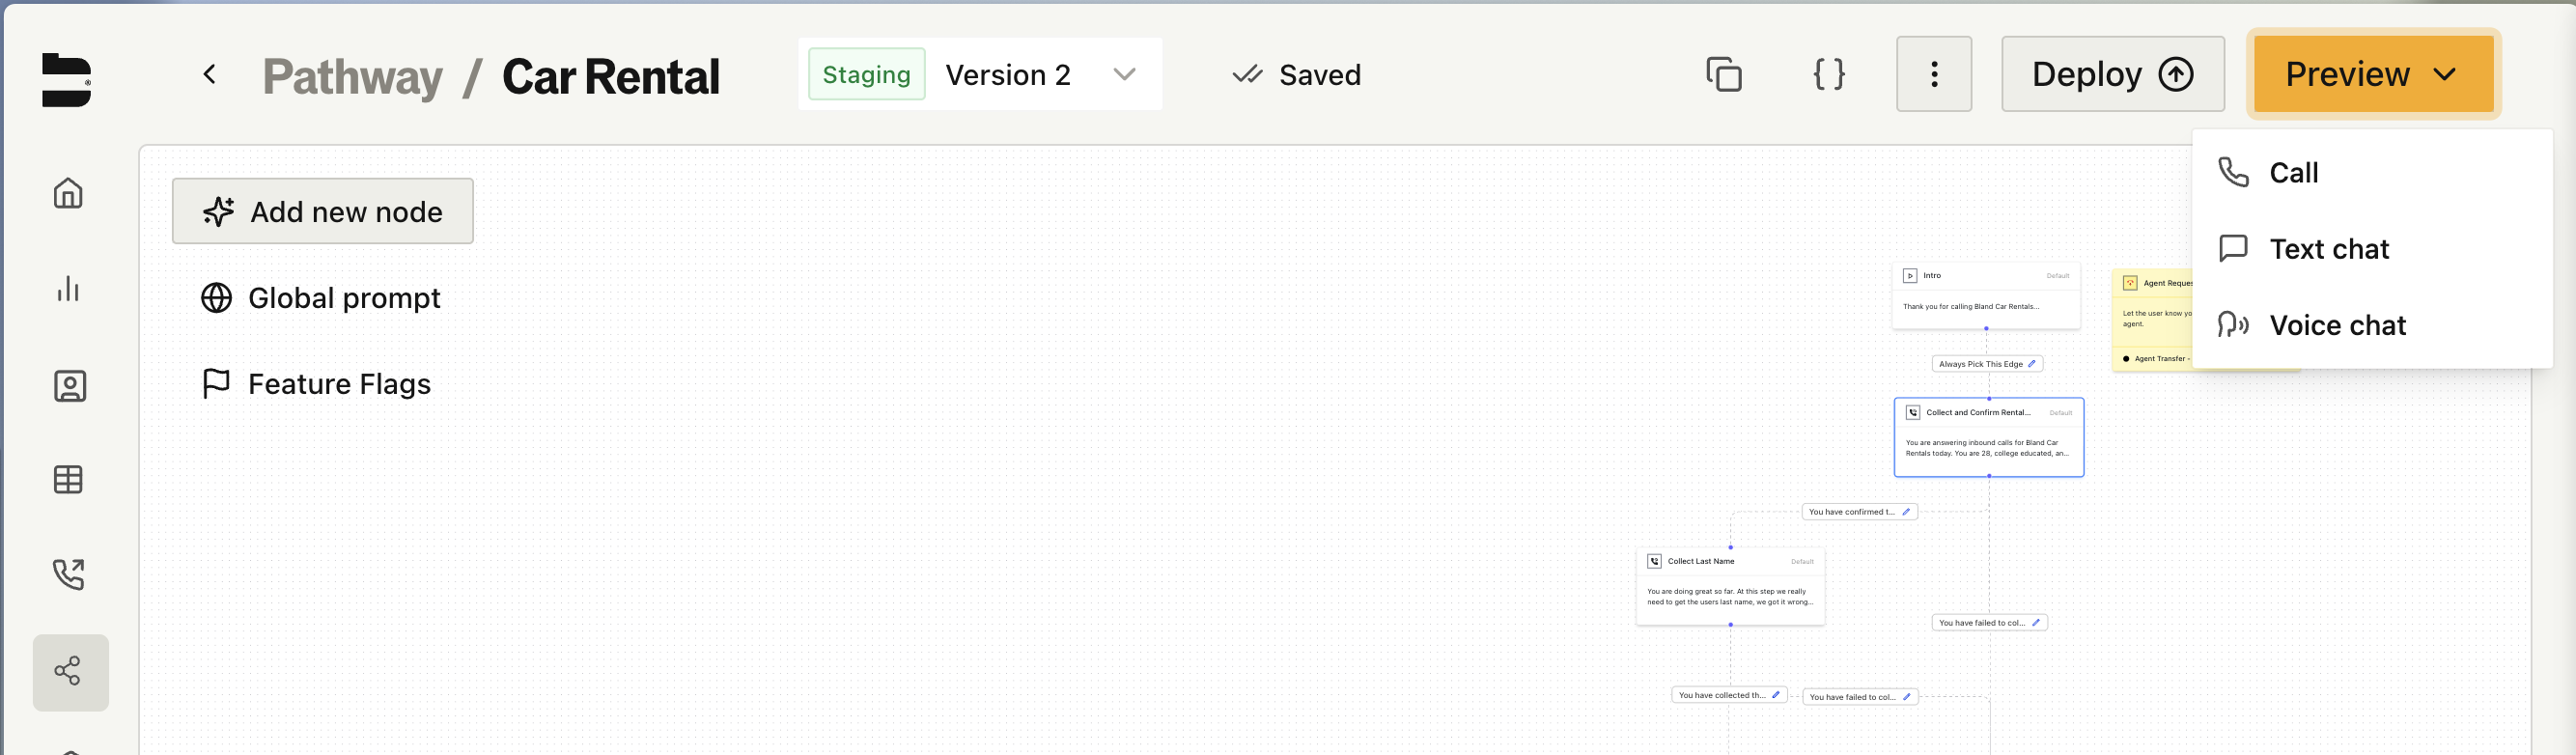 Pathway / Car Rental
Staging Version 2
Saved
Deploy
Preview
Call
Text chat
Voice chat
Add new node
Global prompt
Feature Flags
Intro Default
Thank you for calling Bland Car Rentals...
Agent
Let the user know
agent.
Agent Transfer -
Always Pick This Edge
Collect and Confirm Rental... Default
You are answering inbound calls for Bland Car
Rentals today. You are 28, college educated, an...
You have confirmed t...
Collect Last Name Default
You are doing great so far. At this step we really
need to get the users last name, we got it wrong...
You have failed to col...
You have collected th...
You have failed to col...